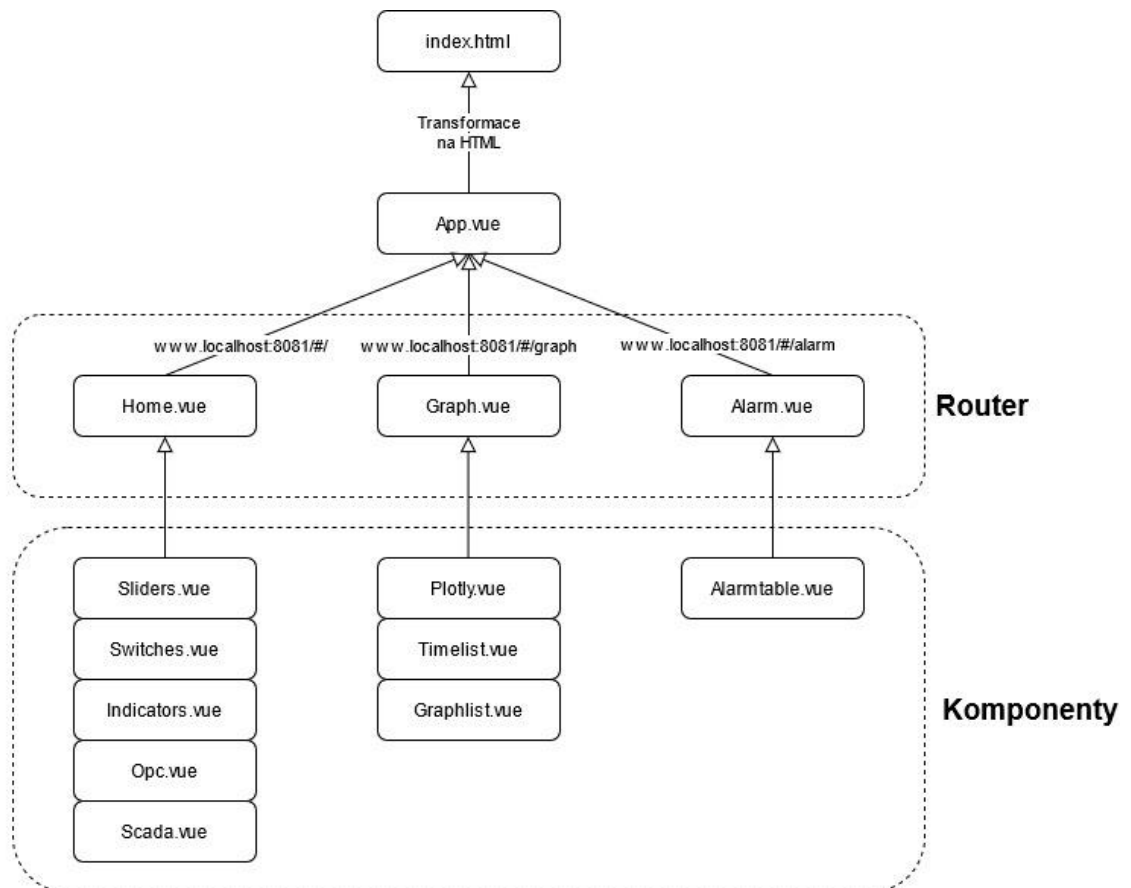 index.html
Transformace
na HTML
App.vue
www.localhost:8081/#/
www.localhost:8081/#/graph
www.localhost:8081/#/alarm
Home.vue
Graph.vue
Alarm.vue
Router
Sliders.vue
Plotly.vue
Alarmtable.vue
Switches.vue
Timelist.vue
Indicators.vue
Graphlist.vue
Komponenty
Opc.vue
Scada.vue